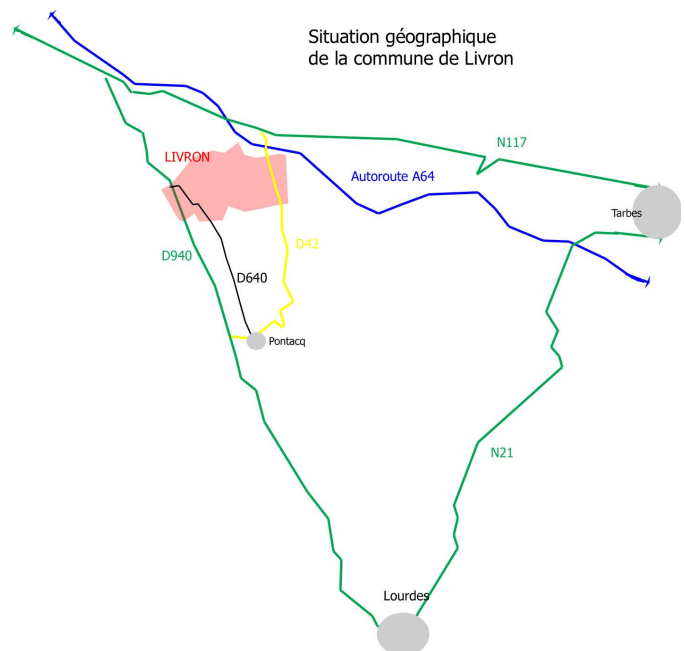 Situation géographique
de la commune de Livron
N117
LIVRON
Autoroute A64
Tarbes
D42
D940
D640
Pontacq
N21
Lourdes